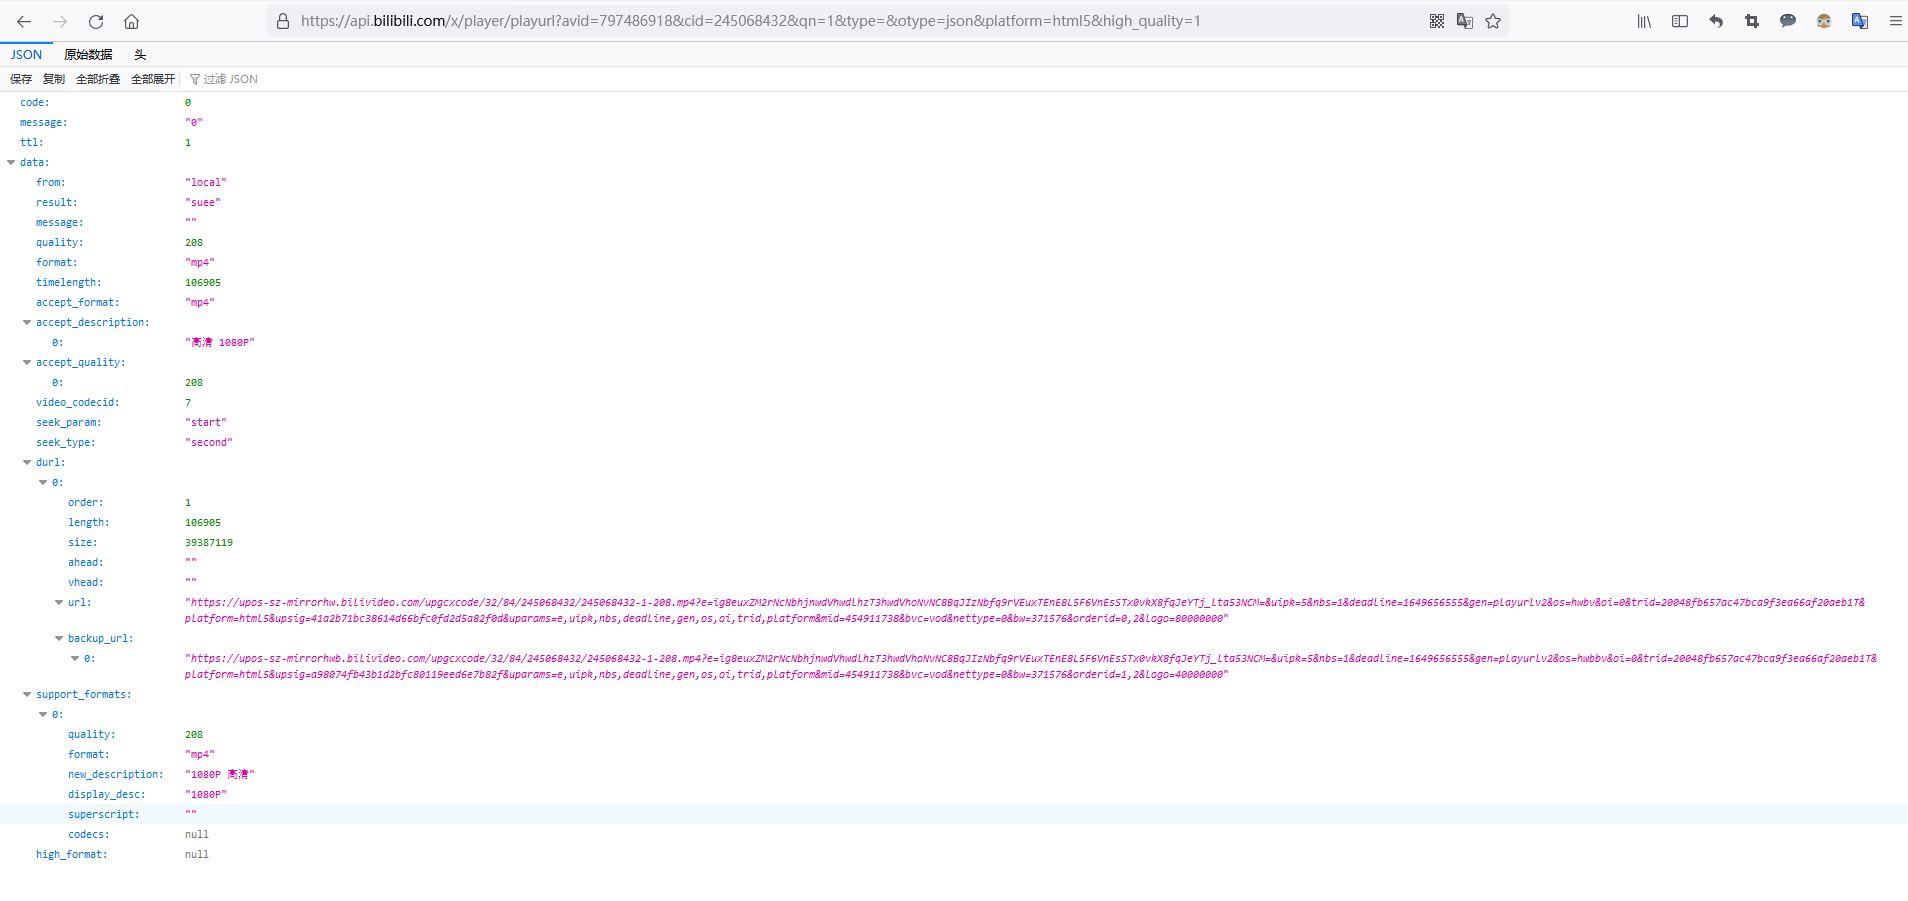 https://api.bilibili.com/x/player/playurl?avid=797486918&cid=245068432&qn=1&type=&otype=json&platform=html5&high_quality=1
JSON 原始数据 头
保存 复制 全部折叠 全部展开 过滤 JSON
code: 0
message: "0"
ttl: 1
data:
from: "local"
result: "suee"
message: ""
quality: 208
format: "mp4"
timelength: 106905
accept_format: "mp4"
accept_description:
0: "高清 1080P"
accept_quality:
0: 208
video_codecid: 7
seek_param: "start"
seek_type: "second"
durl:
0:
order: 1
length: 106905
size: 39387119
ahead: ""
vhead: ""
url: "https://upos-sz-mirrorhw.bilivideo.com/upgcxcode/32/84/245068432/245068432-1-208.mp4?e=ig8euxZM2rNcNbhjnwdVhwdlhzT3hwdVhoNvNC8BqJIzNbfq9rVEuxTEnE8L5F6VnEsSTx0vkX8fqJeYTj_lta53NCM=&uipk=5&nbs=1&deadline=1649656555&gen=playurlv2&os=hwbv&oi=0&trid=20048fb657ac47bca9f3ea66af20aeb1T&
platform=html5&upsig=41a2b71bc38614d66bfc0fd2d5a82f0d&uparams=e,uipk,nbs,deadline,gen,os,oi,trid,platform&mid=454911738&bvc=vod&nettype=0&bw=371576&orderid=0,2&logo=80000000"
backup_url:
0: "https://upos-sz-mirrorhwb.bilivideo.com/upgcxcode/32/84/245068432/245068432-1-208.mp4?e=ig8euxZM2rNcNbhjnwdVhwdlhzT3hwdVhoNvNC8BqJIzNbfq9rVEuxTEnE8L5F6VnEsSTx0vkX8fqJeYTj_lta53NCM=&uipk=5&nbs=1&deadline=1649656555&gen=playurlv2&os=hwbbv&oi=0&trid=20048fb657ac47bca9f3ea66af20aeb1T&
platform=html5&upsig=a98074fb43b1d2bfc80119eed6e7b82f&uparams=e,uipk,nbs,deadline,gen,os,oi,trid,platform&mid=454911738&bvc=vod&nettype=0&bw=371576&orderid=1,2&logo=40000000"
support_formats:
0:
quality: 208
format: "mp4"
new_description: "1080P 高清"
display_desc: "1080P"
superscript: ""
codecs: null
high_format: null